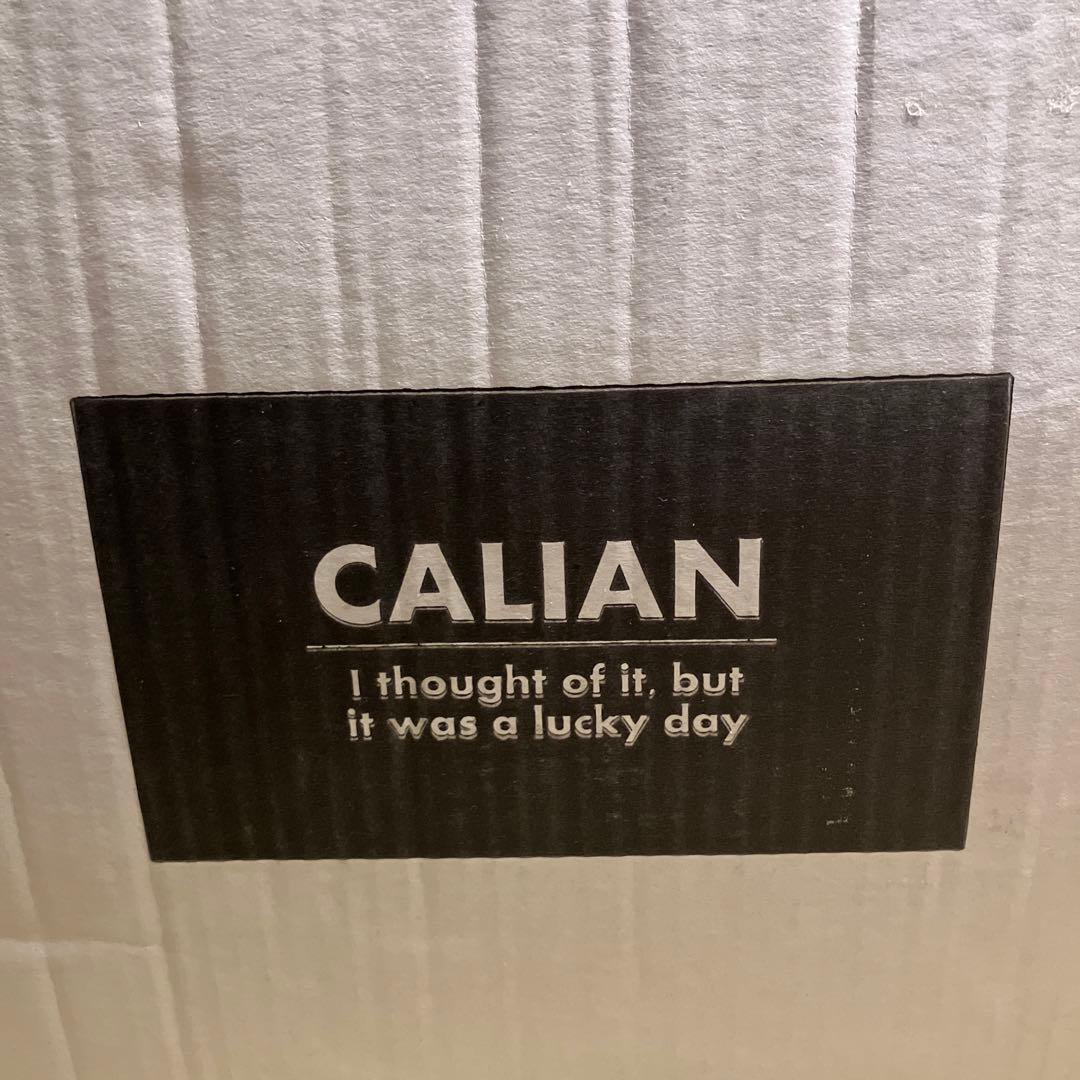 CALIAN
I thought of it, but
it was a lucky day